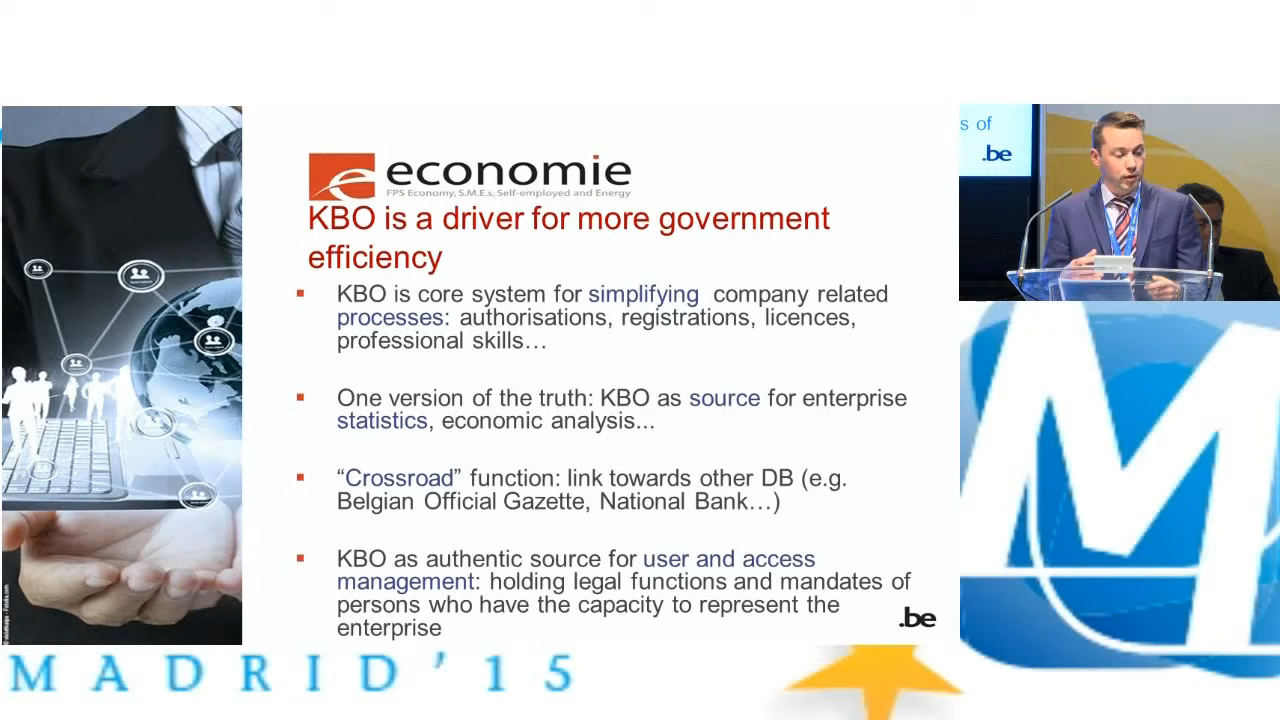 economie
FPS Economy, S.M.E.s, Self-employed and Energy
KBO is a driver for more government
efficiency
▪ KBO is core system for simplifying company related
processes: authorisations, registrations, licences,
professional skills…
▪ One version of the truth: KBO as source for enterprise
statistics, economic analysis...
▪ “Crossroad” function: link towards other DB (e.g.
Belgian Official Gazette, National Bank…)
▪ KBO as authentic source for user and access
management: holding legal functions and mandates of
persons who have the capacity to represent the
enterprise
.be
s of
.be
M
MADRID’15